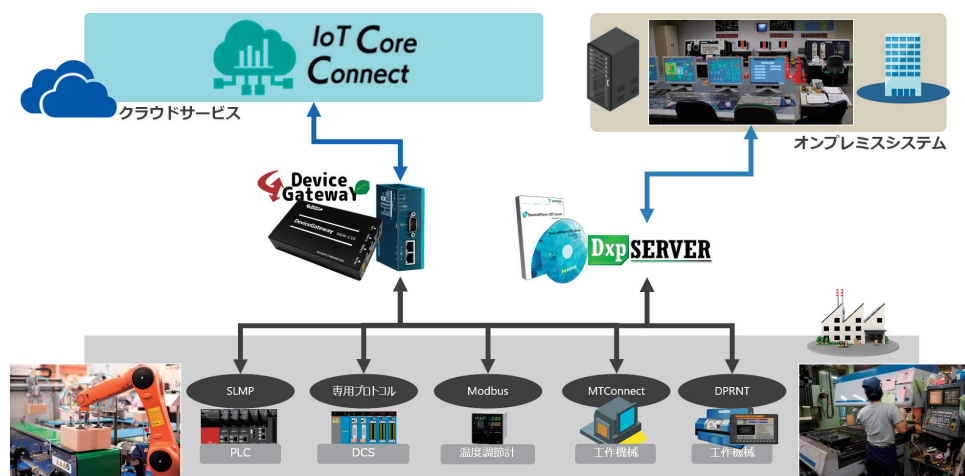 IoT Core
Connect
クラウドサービス
オンプレミスシステム
Device
GatewaY
DeviceGateway
Dxp SERVER
SLMP
専用プロトコル
Modbus
MTConnect
DPRNT
PLC
DCS
温度調節計
工作機械
工作機械